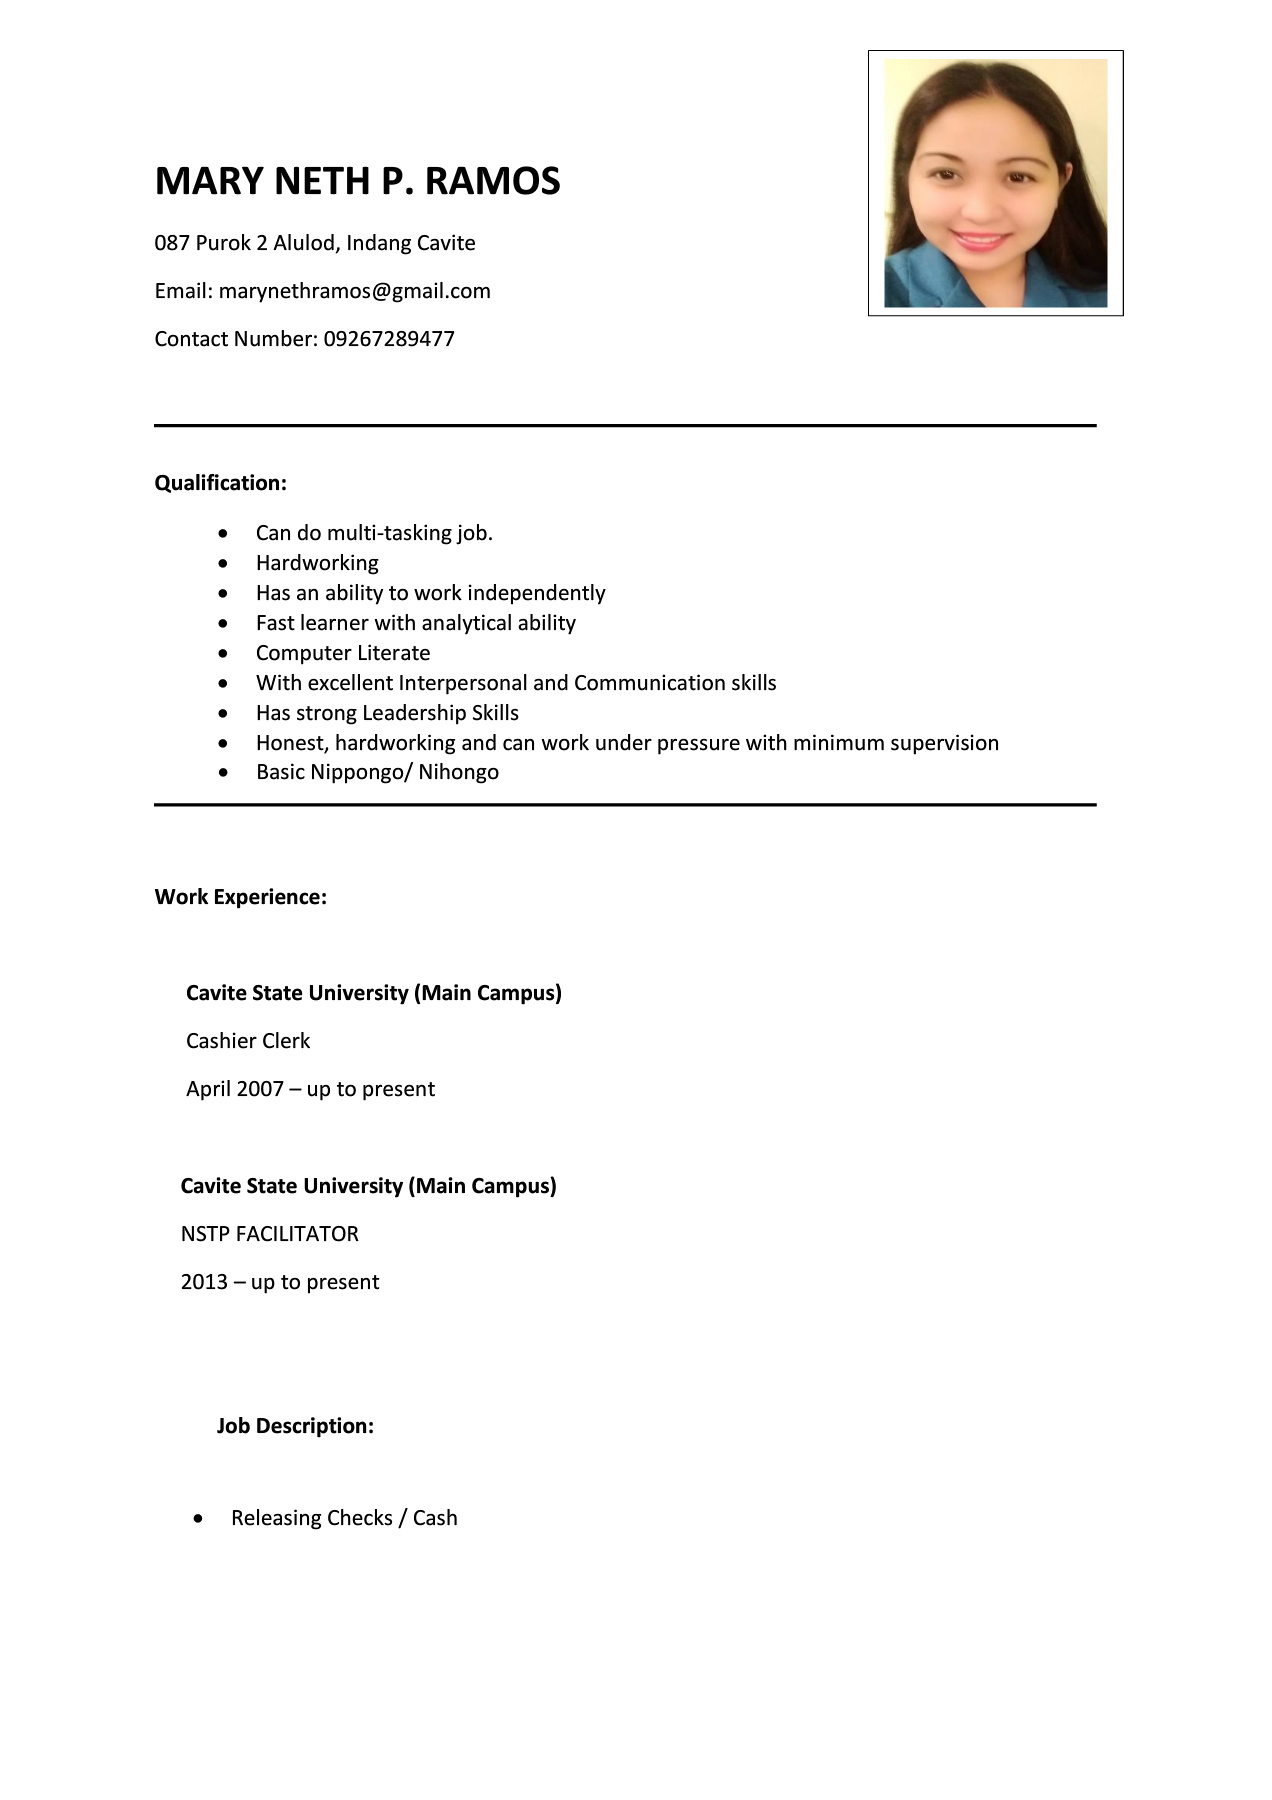 MARY NETH P. RAMOS
087 Purok 2 Alulod, Indang Cavite
Email: marynethramos@gmail.com
Contact Number: 09267289477
Qualification:
• Can do multi-tasking job.
• Hardworking
• Has an ability to work independently
• Fast learner with analytical ability
• Computer Literate
• With excellent Interpersonal and Communication skills
• Has strong Leadership Skills
• Honest, hardworking and can work under pressure with minimum supervision
• Basic Nippongo/ Nihongo
Work Experience:
Cavite State University (Main Campus)
Cashier Clerk
April 2007 – up to present
Cavite State University (Main Campus)
NSTP FACILITATOR
2013 – up to present
Job Description:
• Releasing Checks / Cash